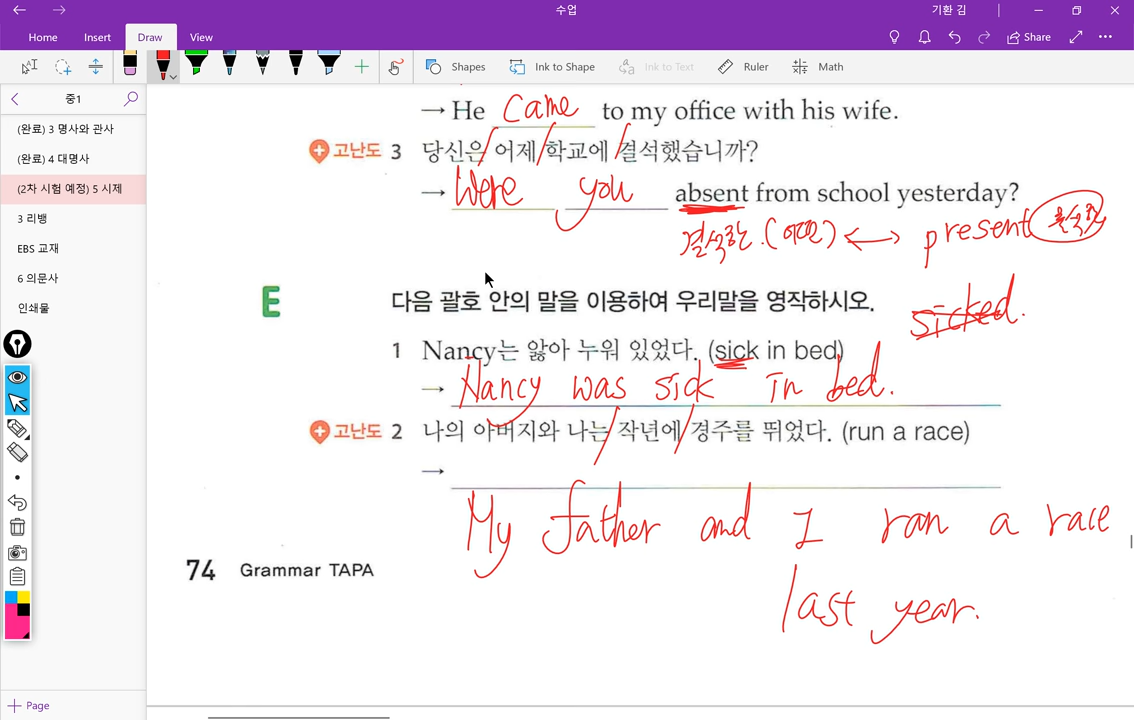 수업
기환 김
Home Insert Draw View
Share
Shapes Ink to Shape Ink to Text Ruler Math
중1
(완료) 3 명사와 관사
(완료) 4 대명사
(2차 시험 예정) 5 시제
3 리뱅
EBS 교재
6 의문사
인쇄물
Page
→ He came to my office with his wife.
고난도 3 당신은/어제/학교에/결석했습니까?
→ Were you absent from school yesterday?
결석한. ↔ present
E 다음 괄호 안의 말을 이용하여 우리말을 영작하시오.
sicked.
1 Nancy는 앓아 누워 있었다. (sick in bed)
→ Nancy was sick in bed.
고난도 2 나의 아버지와 나는/작년에/경주를 뛰었다. (run a race)
→
My father and I ran a race
last year.
74 Grammar TAPA